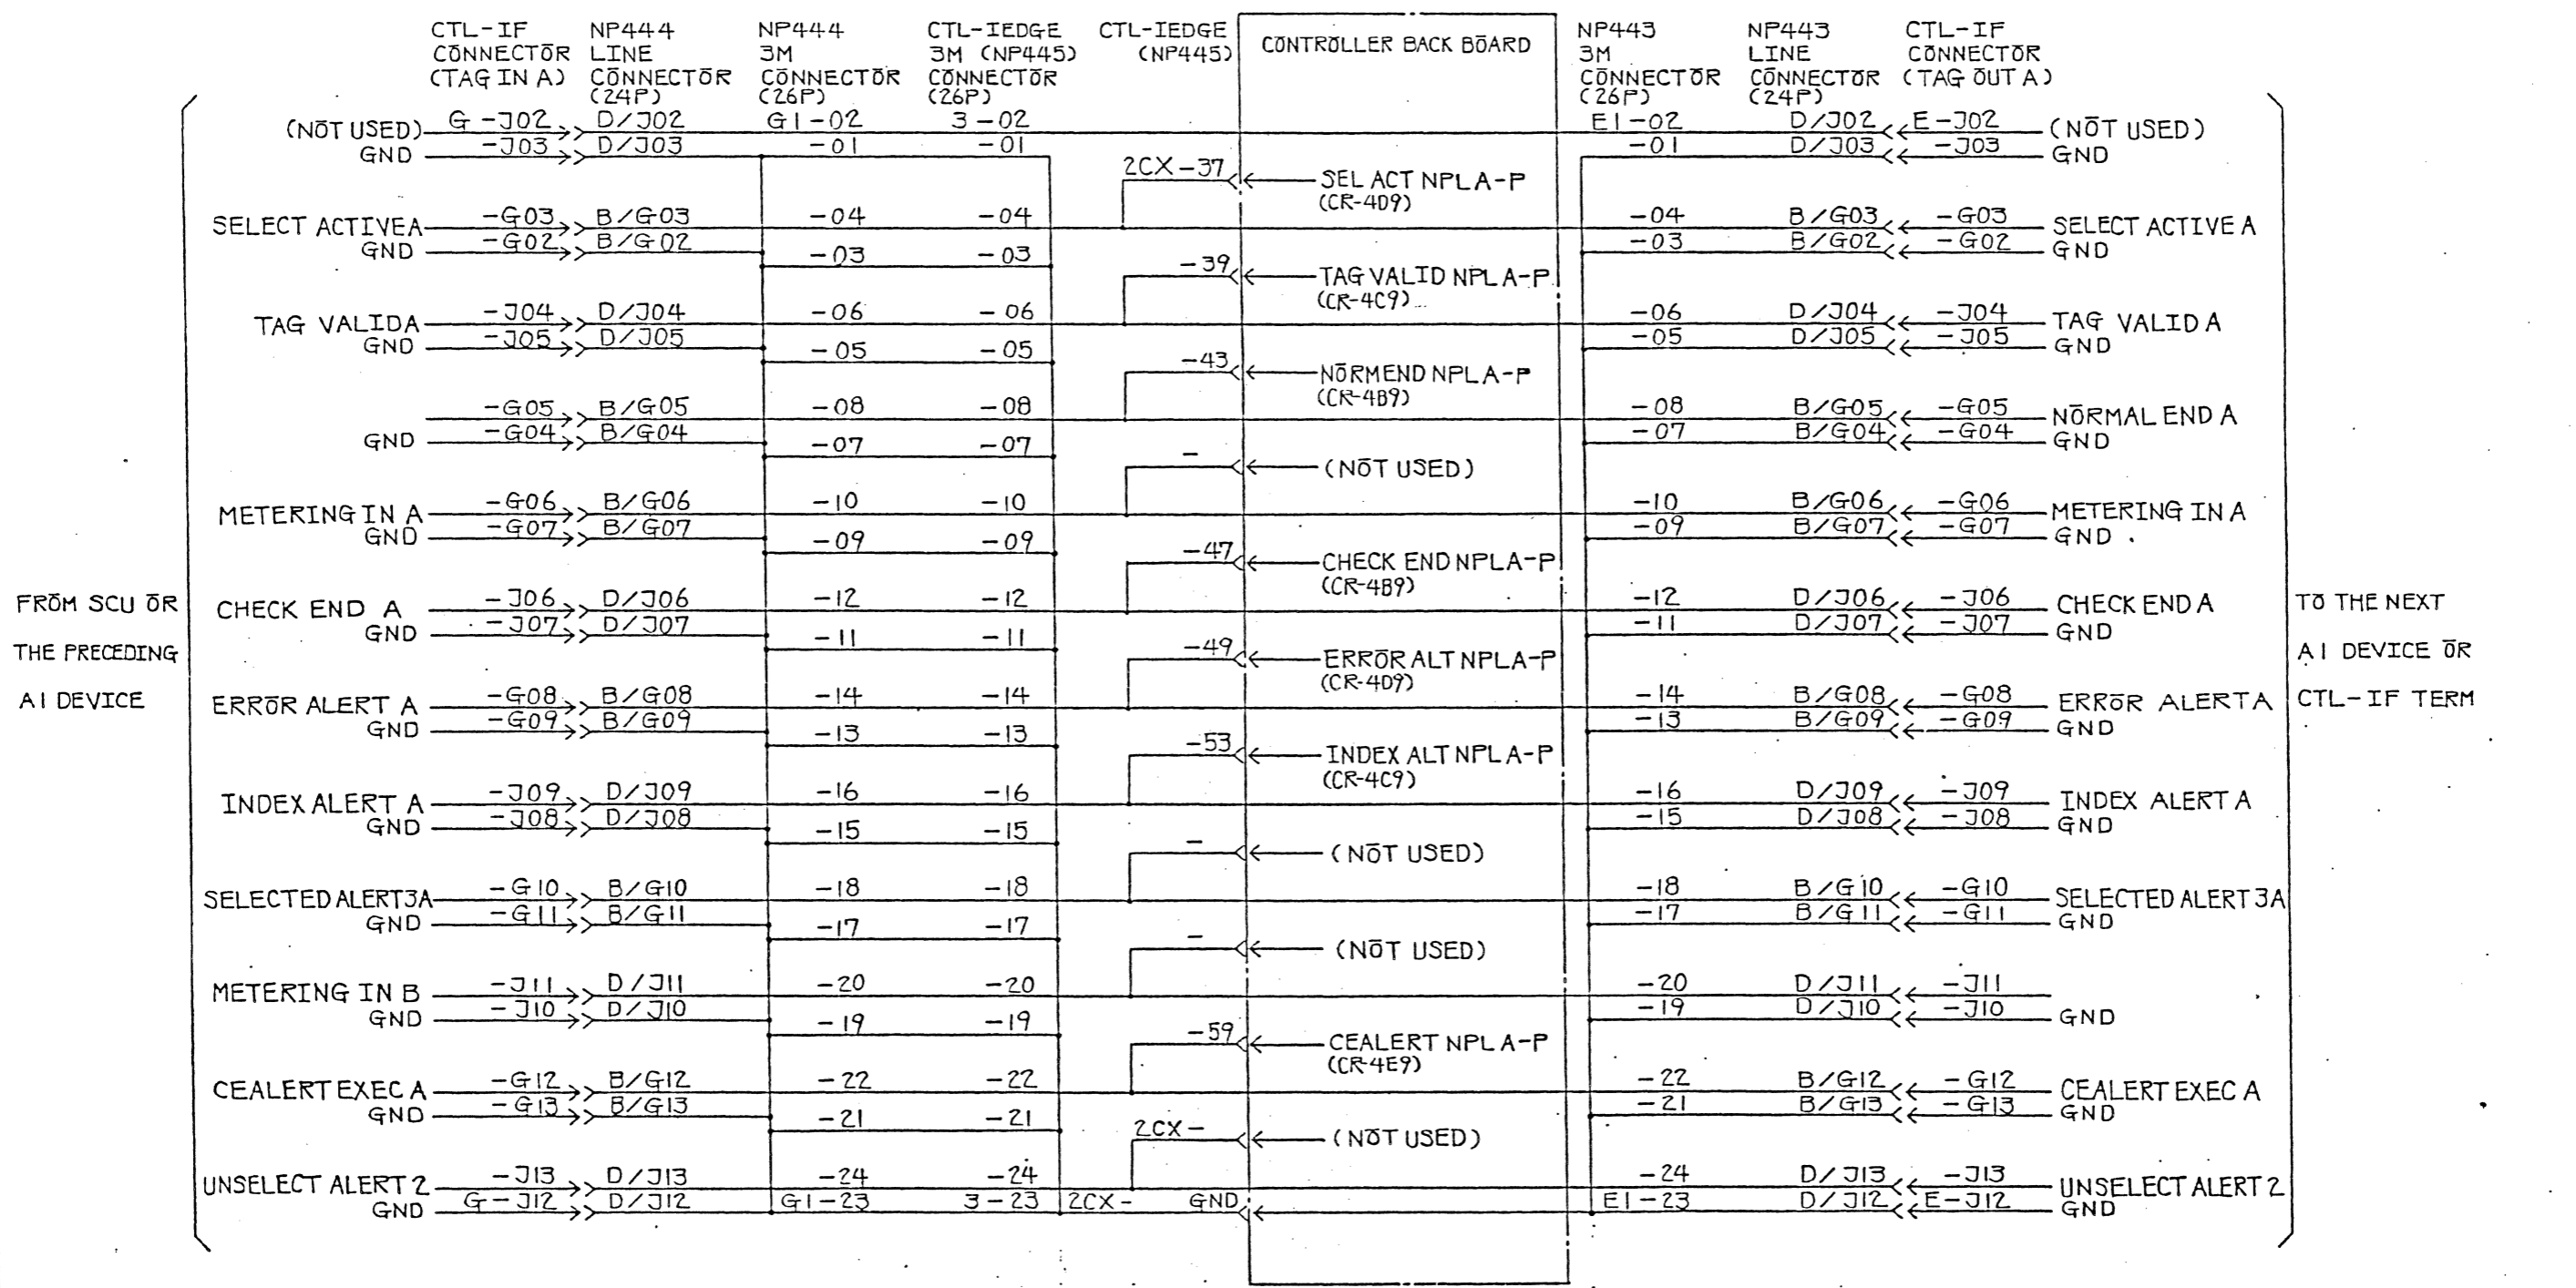 CTL-IF NP444 NP444 CTL-IEDGE CTL-IEDGE CONTROLLER BACK BOARD NP443 NP443 CTL-IF
CONNECTOR LINE 3M 3M (NP445) (NP445) 3M LINE CONNECTOR
(TAG IN A) CONNECTOR CONNECTOR CONNECTOR CONNECTOR CONNECTOR (TAG OUT A)
(24P) (26P) (26P) (26P) (24P)
(NOT USED) G-J02 D/J02 G1-02 3-02 E1-02 D/J02 E-J02 (NOT USED)
GND -J03 D/J03 -01 -01 -01 D/J03 -J03 GND
2CX-37 SEL ACT NPL A-P
(CR-4D9)
SELECT ACTIVE A -G03 B/G03 -04 -04 -04 B/G03 -G03 SELECT ACTIVE A
GND -G02 B/G02 -03 -03 -03 B/G02 -G02 GND
-39 TAG VALID NPL A-P
(CR-4C9)
TAG VALID A -J04 D/J04 -06 -06 -06 D/J04 -J04 TAG VALID A
GND -J05 D/J05 -05 -05 -05 D/J05 -J05 GND
-43 NORMEND NPL A-P
(CR-4B9)
-G05 B/G05 -08 -08 -08 B/G05 -G05 NORMAL END A
GND -G04 B/G04 -07 -07 -07 B/G04 -G04 GND
- (NOT USED)
METERING IN A -G06 B/G06 -10 -10 -10 B/G06 -G06 METERING IN A
GND -G07 B/G07 -09 -09 -09 B/G07 -G07 GND
-47 CHECK END NPL A-P
(CR-4B9)
FROM SCU OR
THE PRECEDING
A1 DEVICE
CHECK END A -J06 D/J06 -12 -12 -12 D/J06 -J06 CHECK END A
GND -J07 D/J07 -11 -11 -11 D/J07 -J07 GND
TO THE NEXT
A1 DEVICE OR
CTL-IF TERM
-49 ERROR ALT NPL A-P
(CR-4D9)
ERROR ALERT A -G08 B/G08 -14 -14 -14 B/G08 -G08 ERROR ALERT A
GND -G09 B/G09 -13 -13 -13 B/G09 -G09 GND
-53 INDEX ALT NPL A-P
(CR-4C9)
INDEX ALERT A -J09 D/J09 -16 -16 -16 D/J09 -J09 INDEX ALERT A
GND -J08 D/J08 -15 -15 -15 D/J08 -J08 GND
- (NOT USED)
SELECTED ALERT3A -G10 B/G10 -18 -18 -18 B/G10 -G10 SELECTED ALERT3A
GND -G11 B/G11 -17 -17 -17 B/G11 -G11 GND
- (NOT USED)
METERING IN B -J11 D/J11 -20 -20 -20 D/J11 -J11
GND -J10 D/J10 -19 -19 -19 D/J10 -J10 GND
-59 CEALERT NPL A-P
(CR-4E9)
CEALERT EXEC A -G12 B/G12 -22 -22 -22 B/G12 -G12 CEALERT EXEC A
GND -G13 B/G13 -21 -21 -21 B/G13 -G13 GND
2CX- (NOT USED)
UNSELECT ALERT 2 -J13 D/J13 -24 -24 -24 D/J13 -J13 UNSELECT ALERT 2
GND G-J12 D/J12 G1-23 3-23 2CX- GND E1-23 D/J12 E-J12 GND